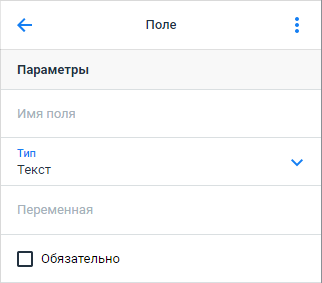 Поле
Параметры
Имя поля
Тип
Текст
Переменная
Обязательно